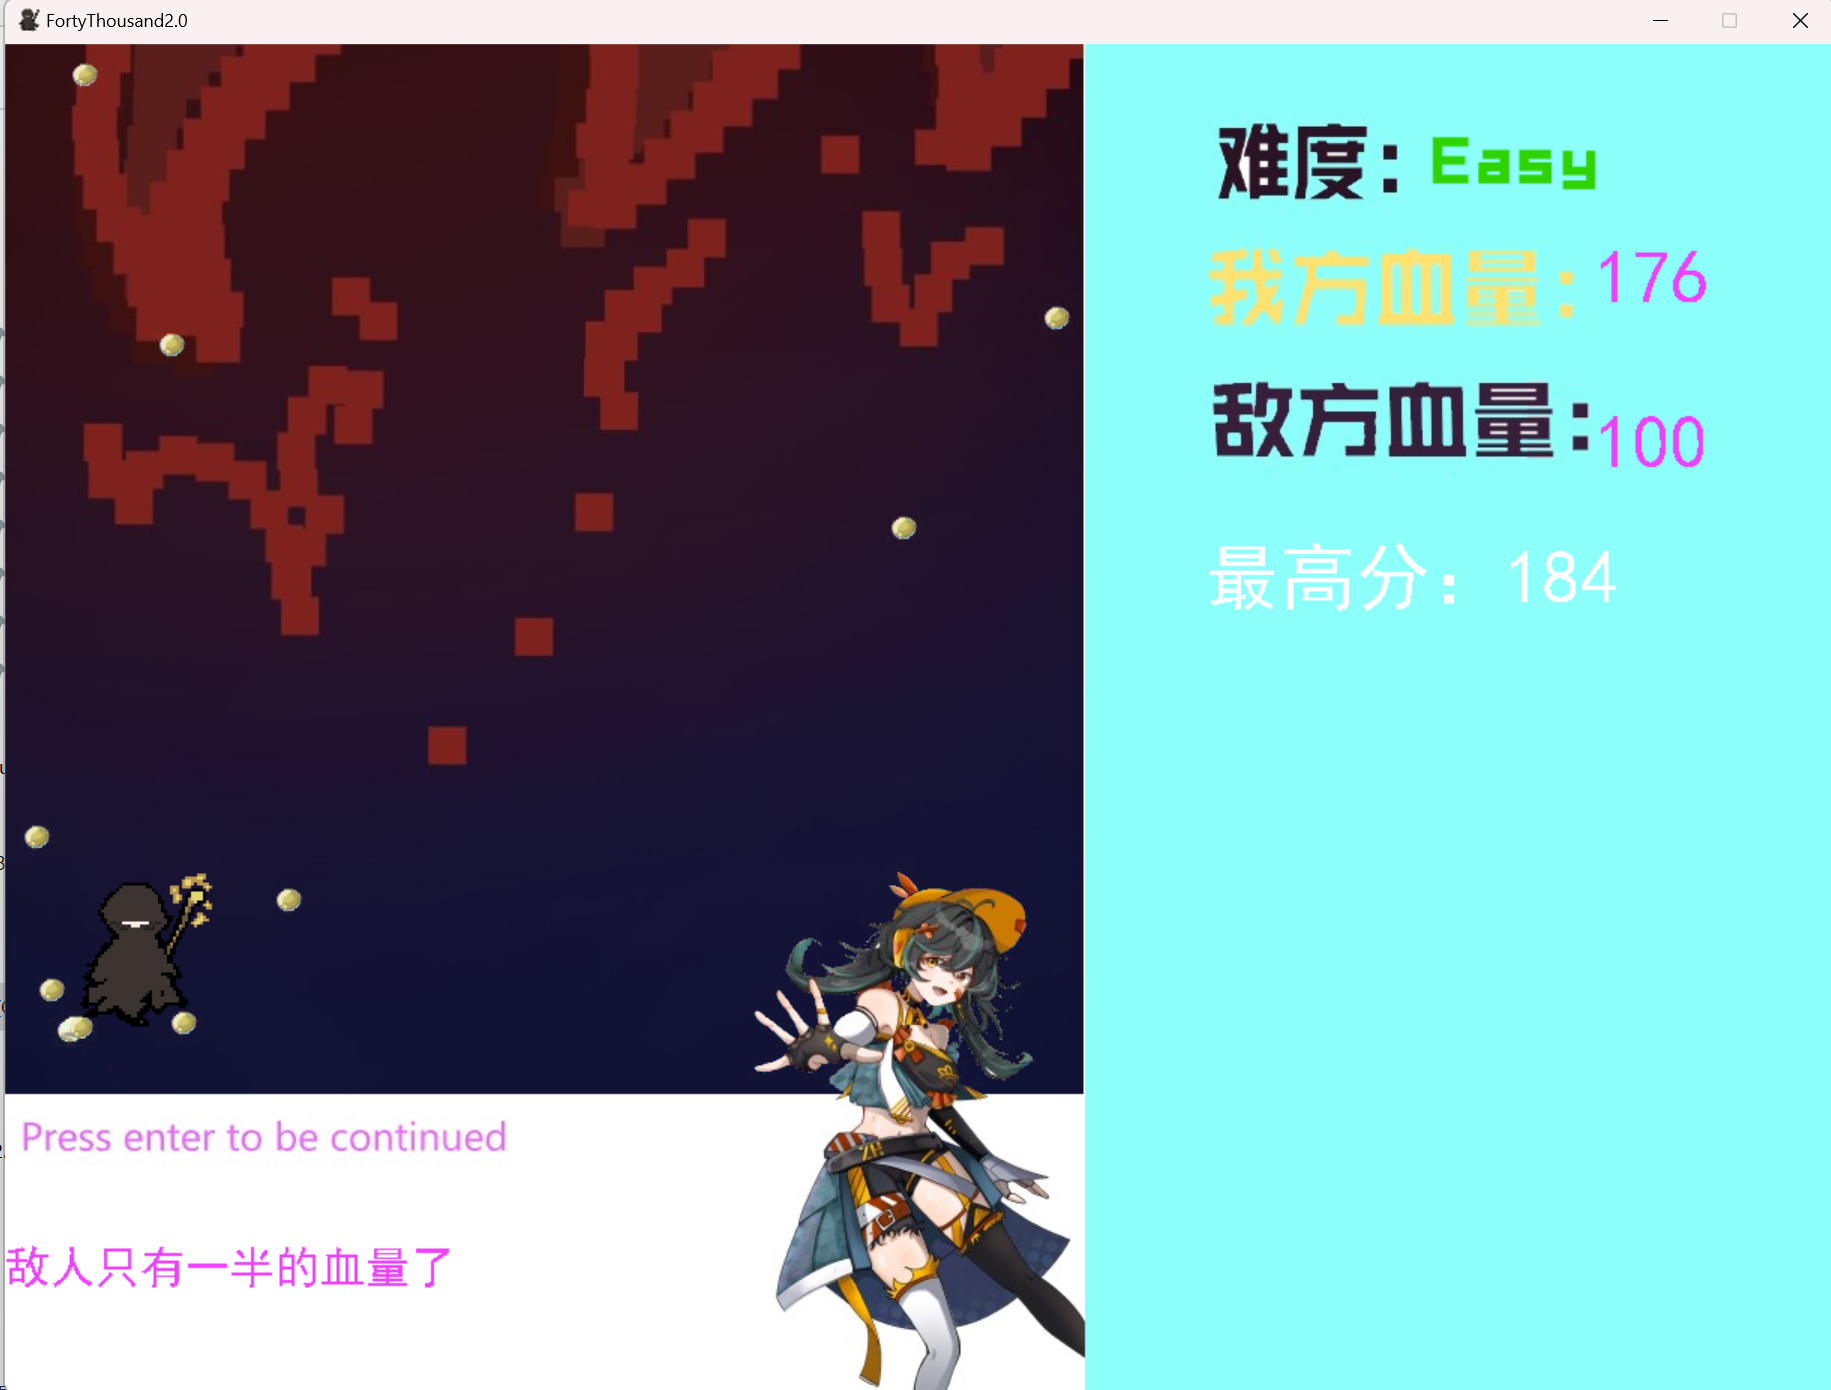 FortyThousand2.0
难度：Easy
我方血量：176
敌方血量：100
最高分：184
Press enter to be continued
敌人只有一半的血量了